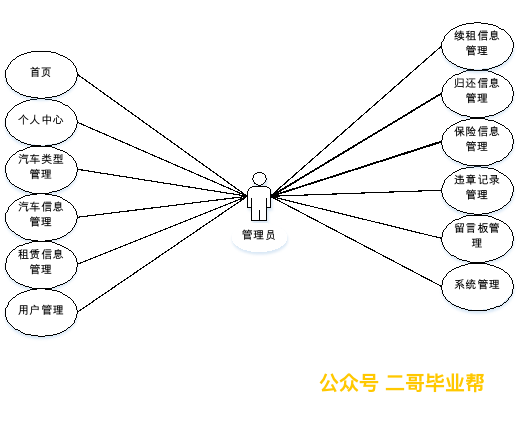 首页
个人中心
汽车类型
管理
汽车信息
管理
租赁信息
管理
用户管理
管理员
续租信息
管理
归还信息
管理
保险信息
管理
违章记录
管理
留言板管
理
系统管理
公众号 二哥毕业帮